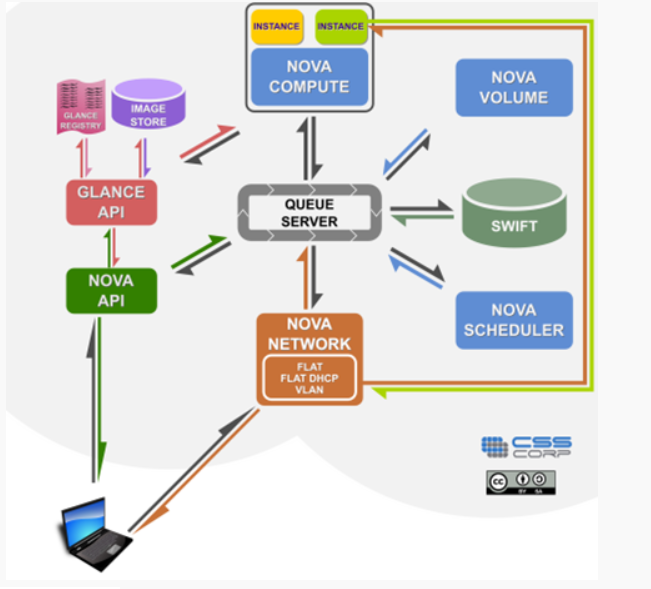 INSTANCE
INSTANCE
NOVA
COMPUTE
NOVA
VOLUME
GLANCE
REGISTRY
IMAGE
STORE
GLANCE
API
QUEUE
SERVER
SWIFT
NOVA
API
NOVA
SCHEDULER
NOVA
NETWORK
FLAT
FLAT DHCP
VLAN
CSS
CORP
cc
BY SA